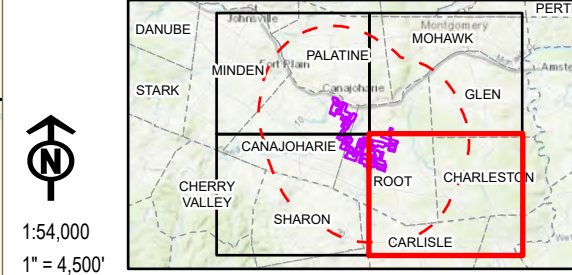 PERT
Johnsville
DANUBE
Montgomery
MOHAWK
PALATINE
Fort Plain
MINDEN
Amste
STARK
Canajoharie
GLEN
10
N
CANAJOHARIE
ROOT
CHARLESTON
CHERRY
VALLEY
SHARON
1:54,000
CARLISLE
1" = 4,500'